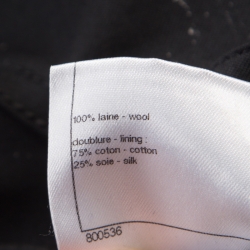 100% laine - wool
doublure - lining :
75% coton - cotton
25% soie - silk
800536